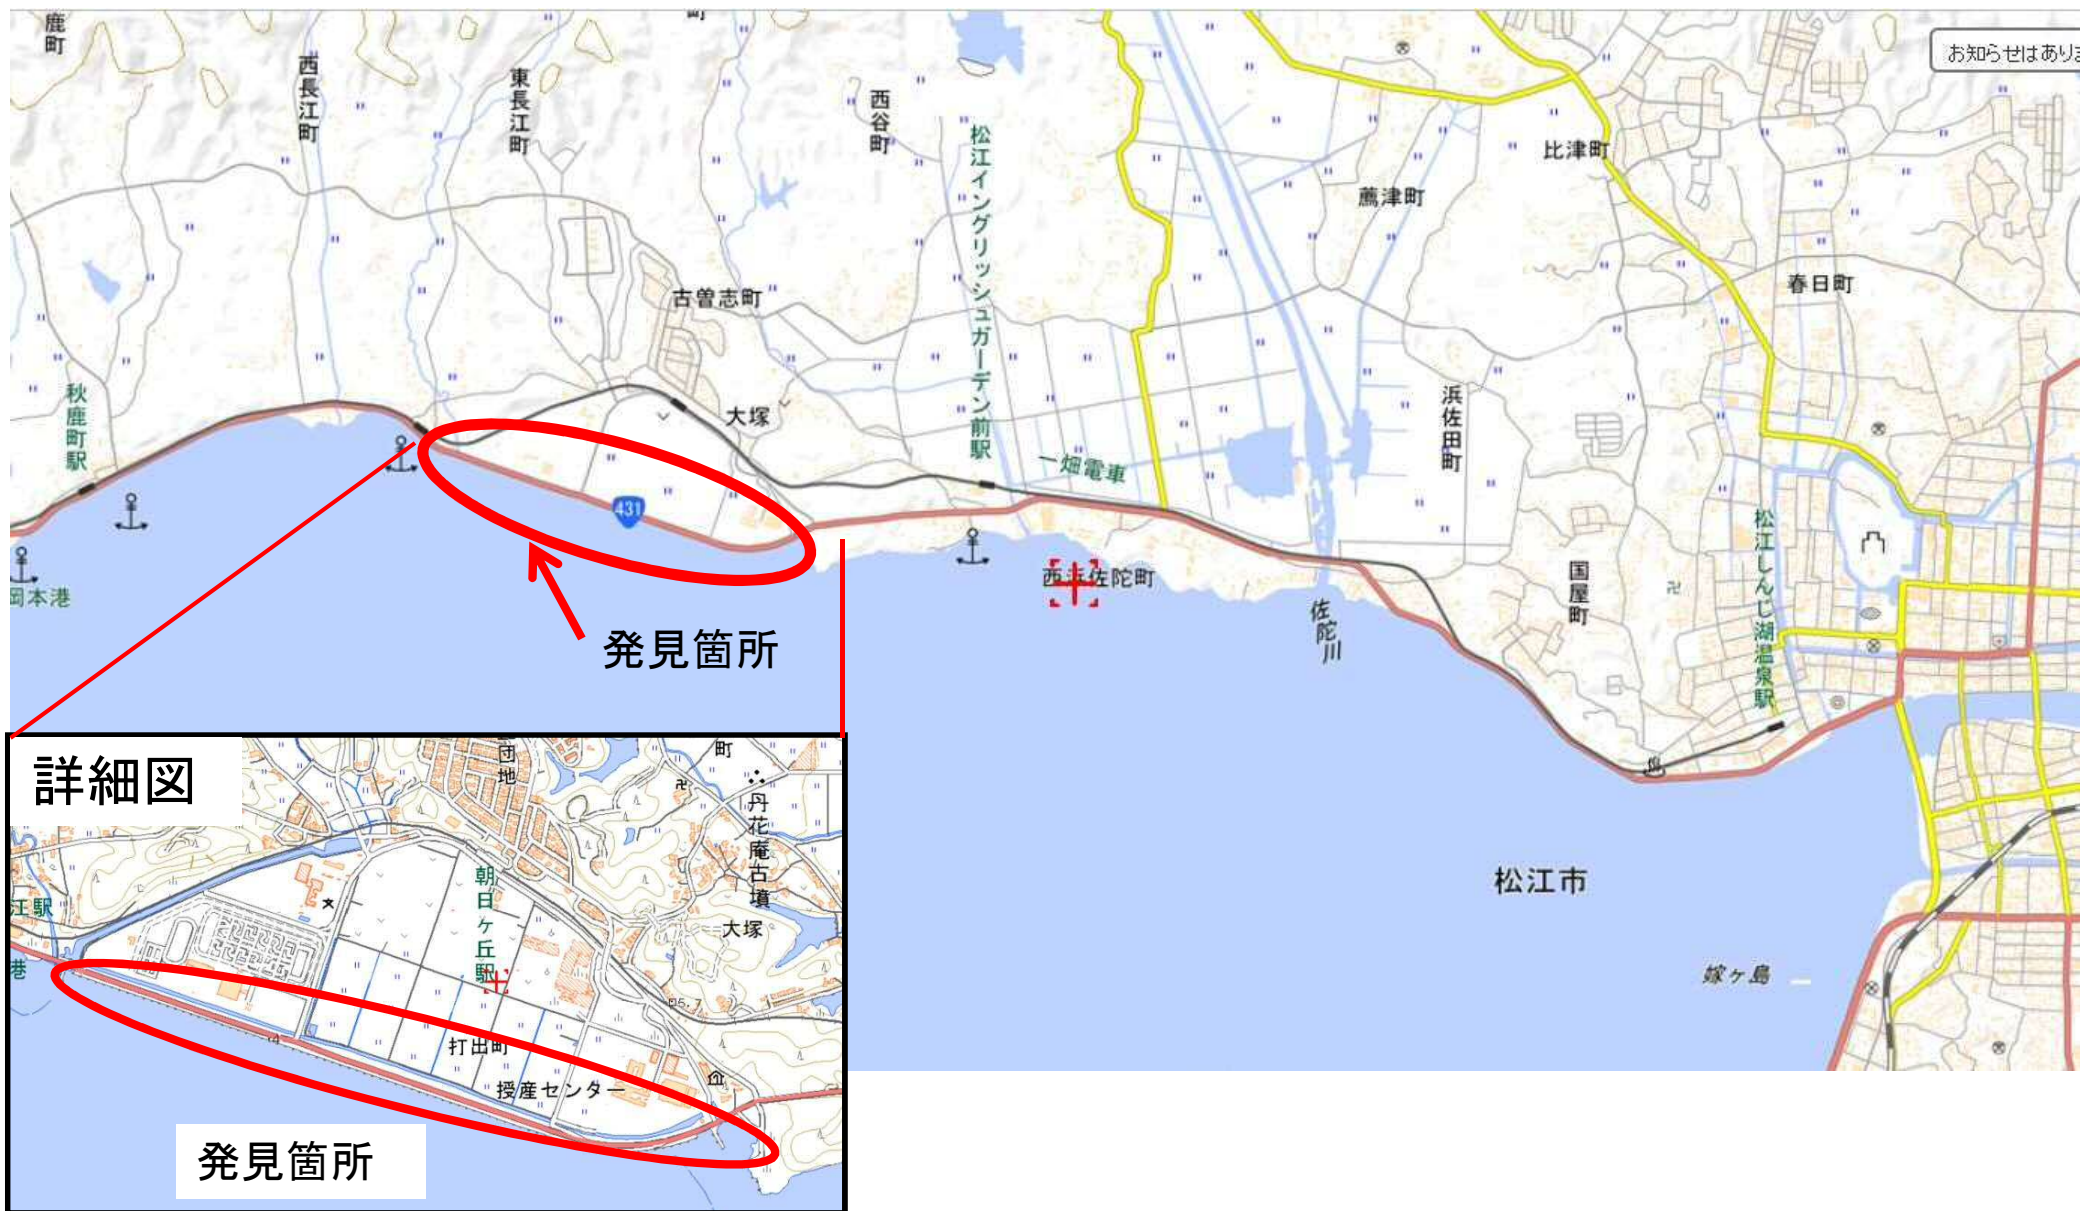 鹿町
町
お知らせはありま
西長江町
東長江町
西谷町
松江イングリッシュガーデン前駅
比津町
薦津町
春日町
古曽志町
秋鹿町駅
大塚
浜佐田町
一畑電車
431
松江しんじ湖温泉駅
国屋町
西浜佐陀町
岡本港
佐陀川
発見箇所
松江市
嫁ヶ島
詳細図
団地
町
丹花庵古墳
朝日ヶ丘駅
江駅
大塚
港
5.7
打出町
授産センター
発見箇所